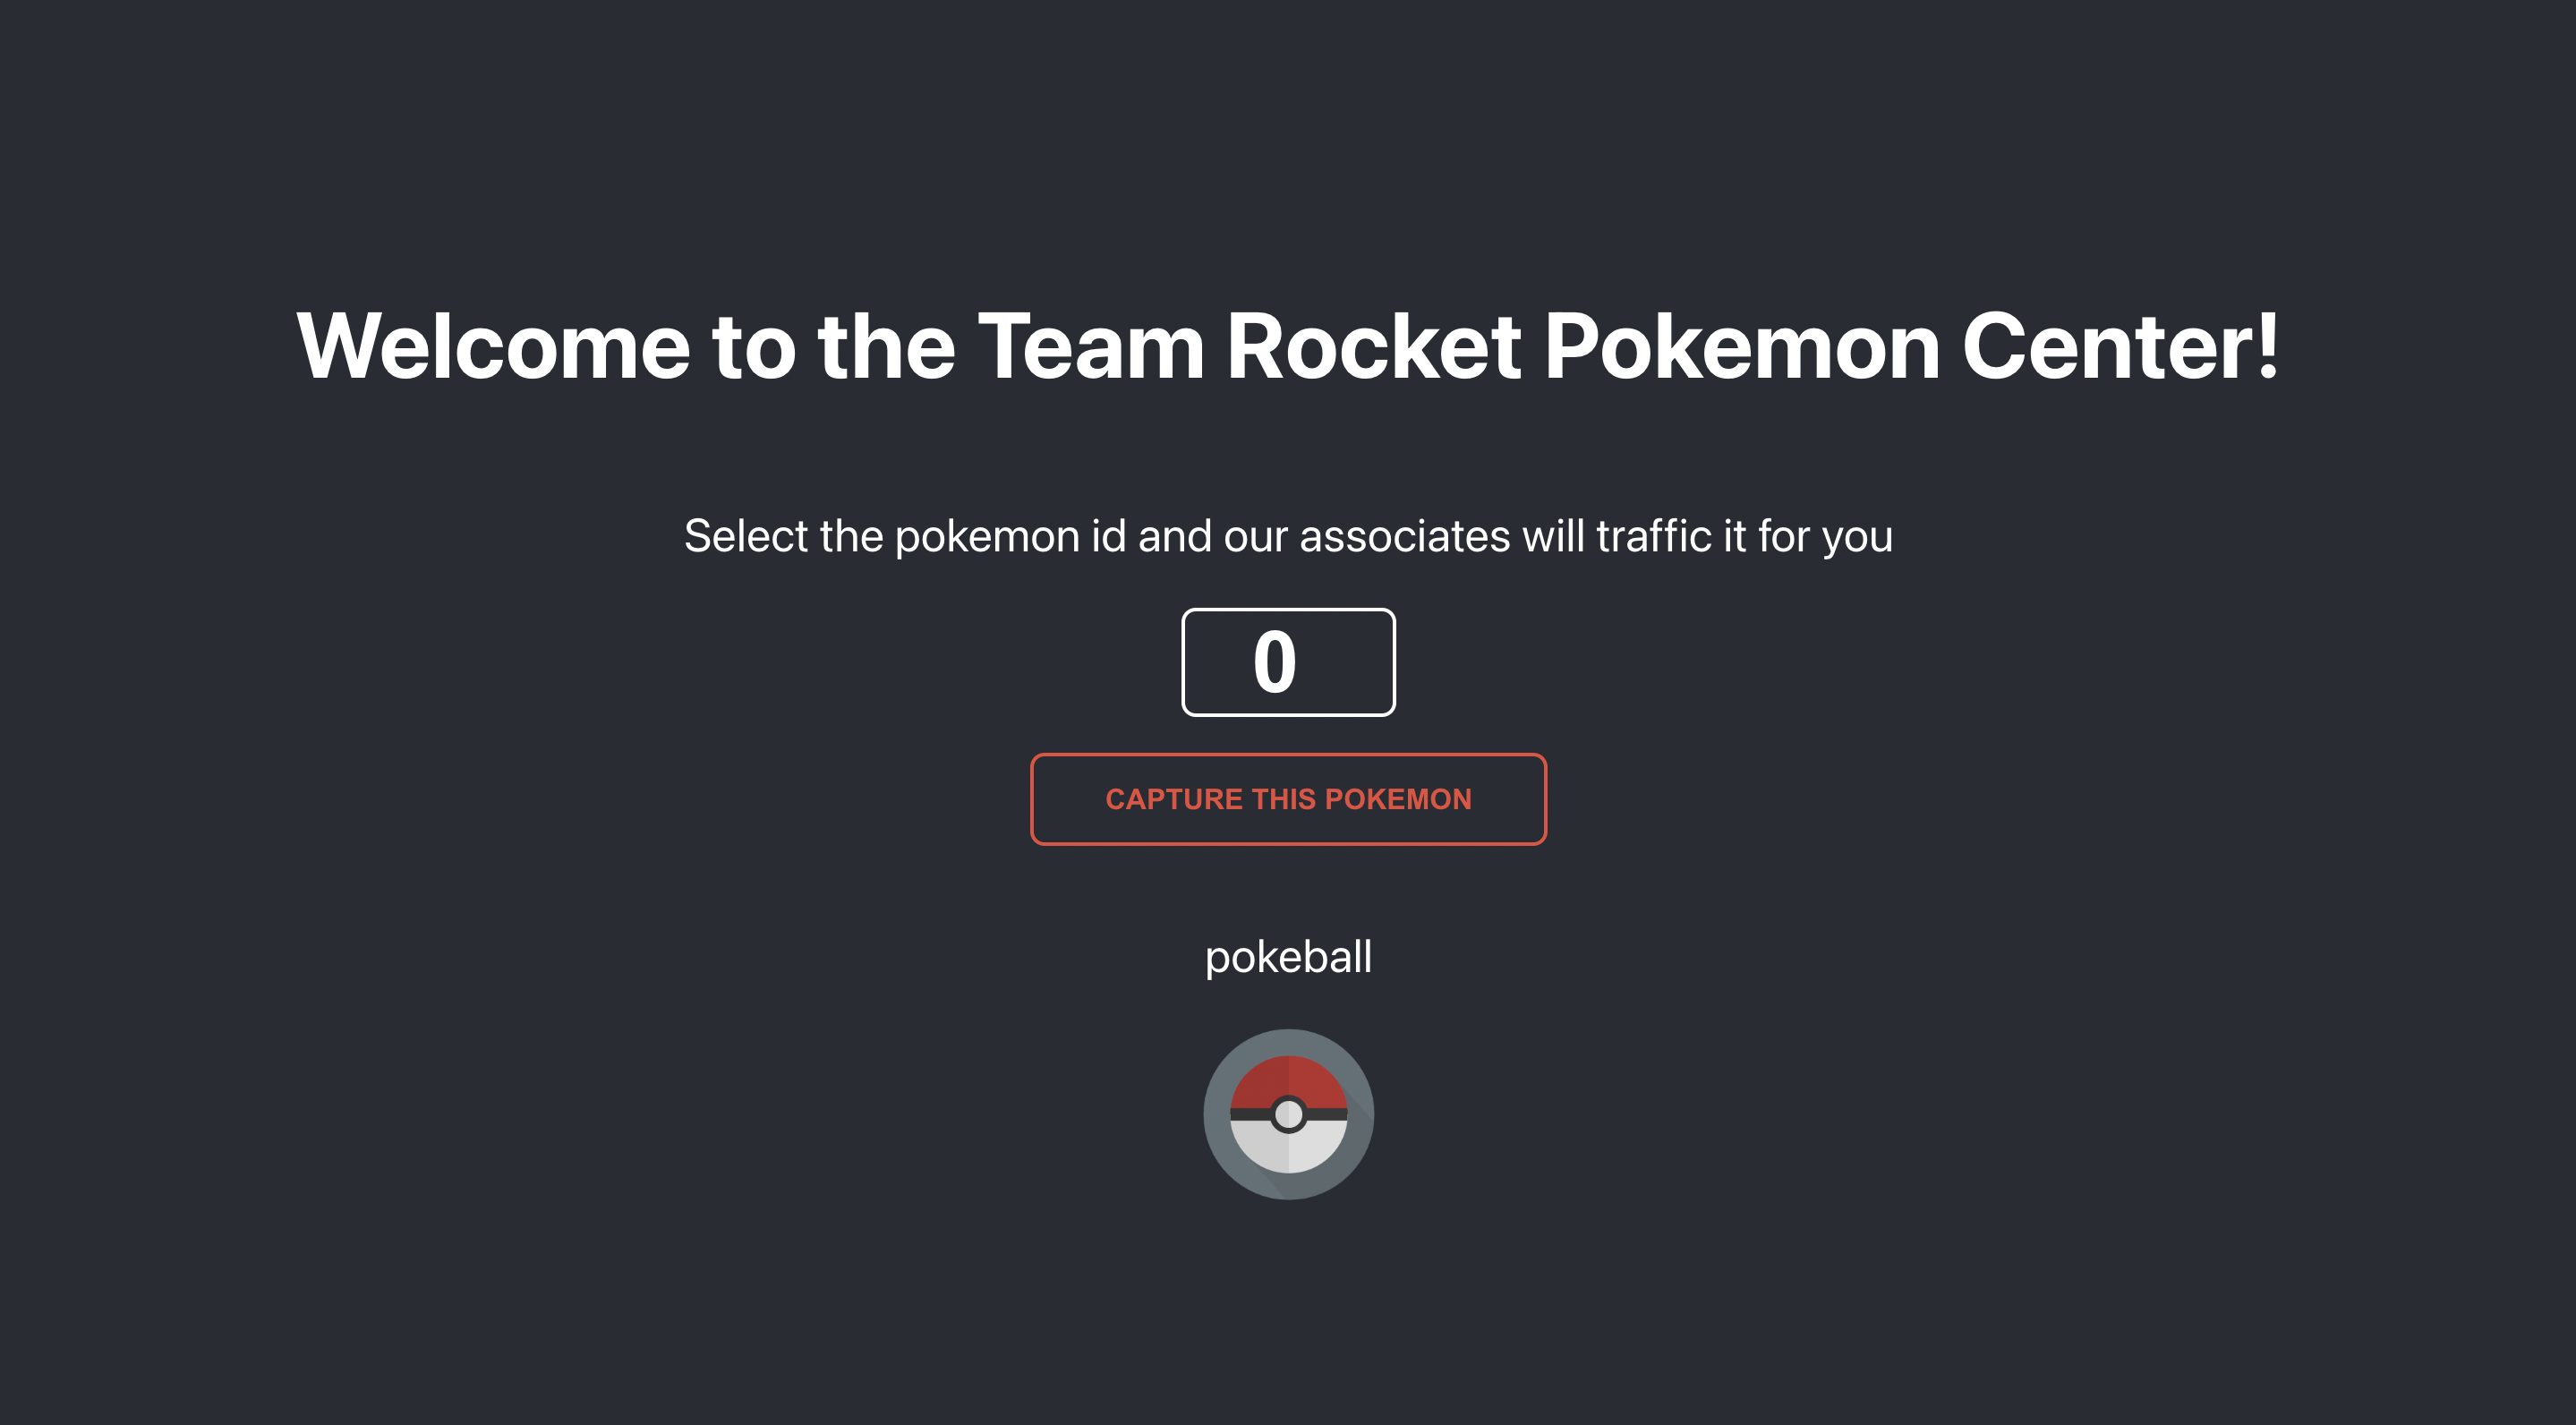 Welcome to the Team Rocket Pokemon Center!
Select the pokemon id and our associates will traffic it for you
0
CAPTURE THIS POKEMON
pokeball